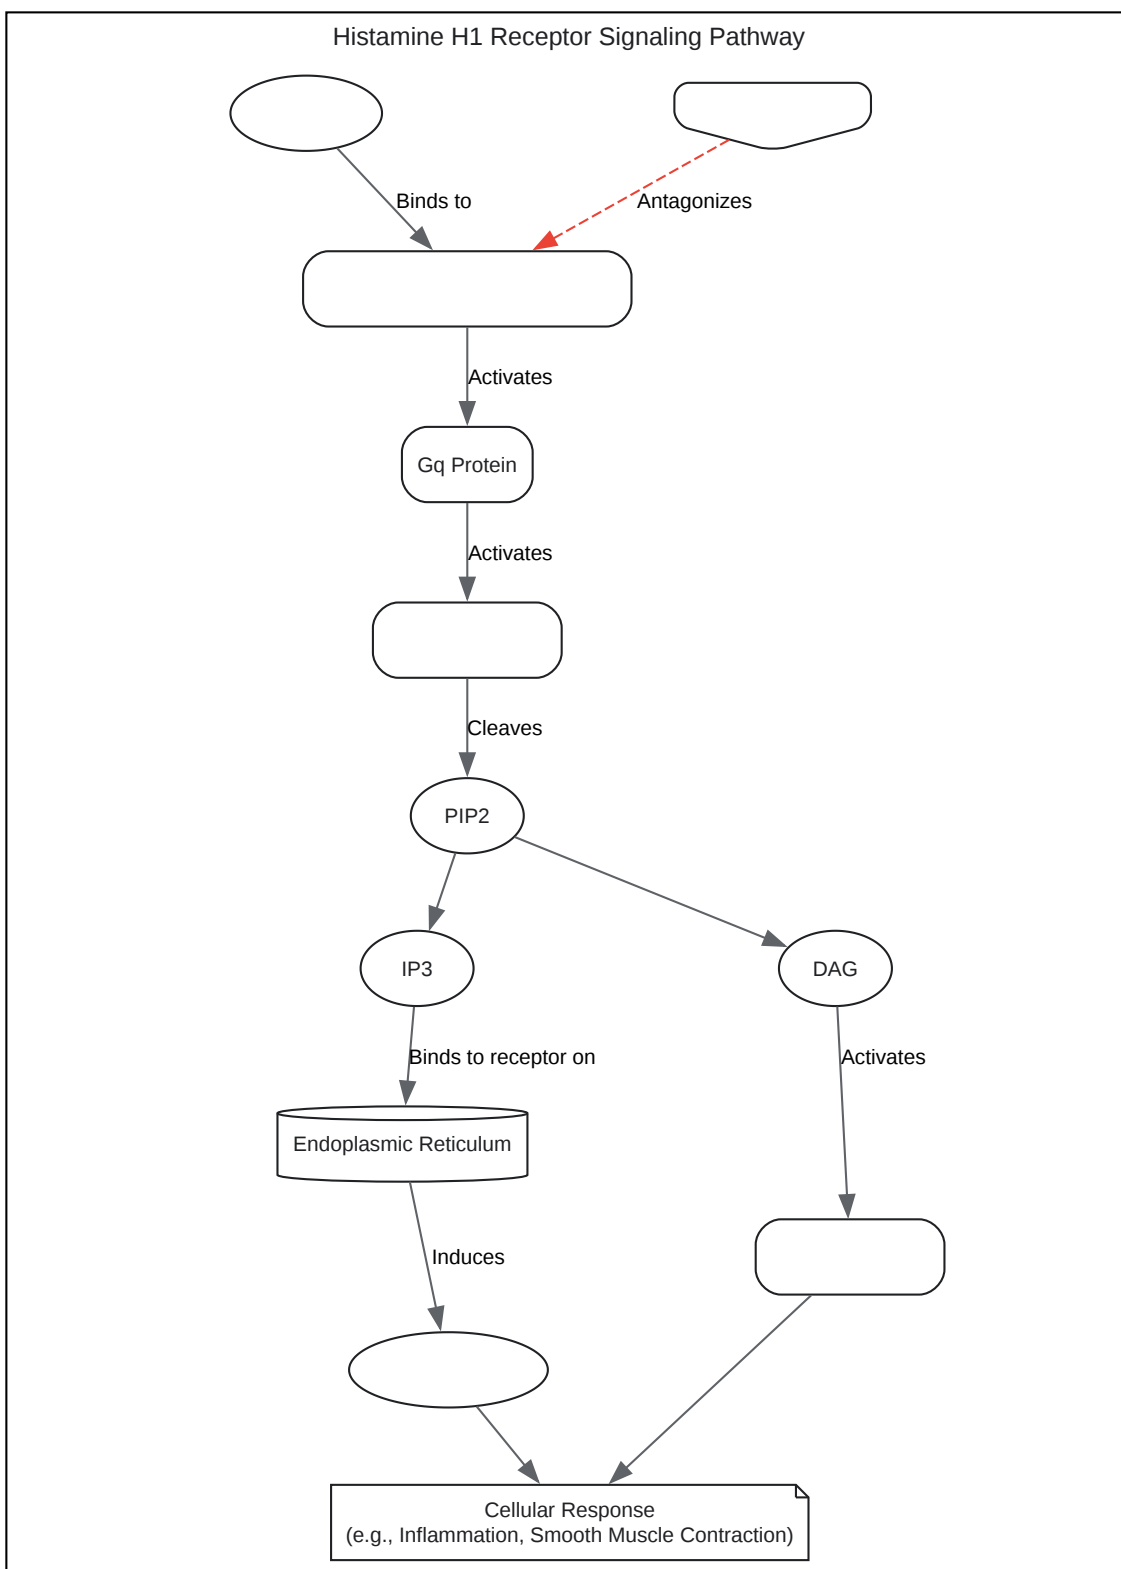 Histamine H1 Receptor Signaling Pathway
Binds to
Antagonizes
Activates
Gq Protein
Activates
Cleaves
PIP2
IP3
DAG
Binds to receptor on
Activates
Endoplasmic Reticulum
Induces
Cellular Response
(e.g., Inflammation, Smooth Muscle Contraction)